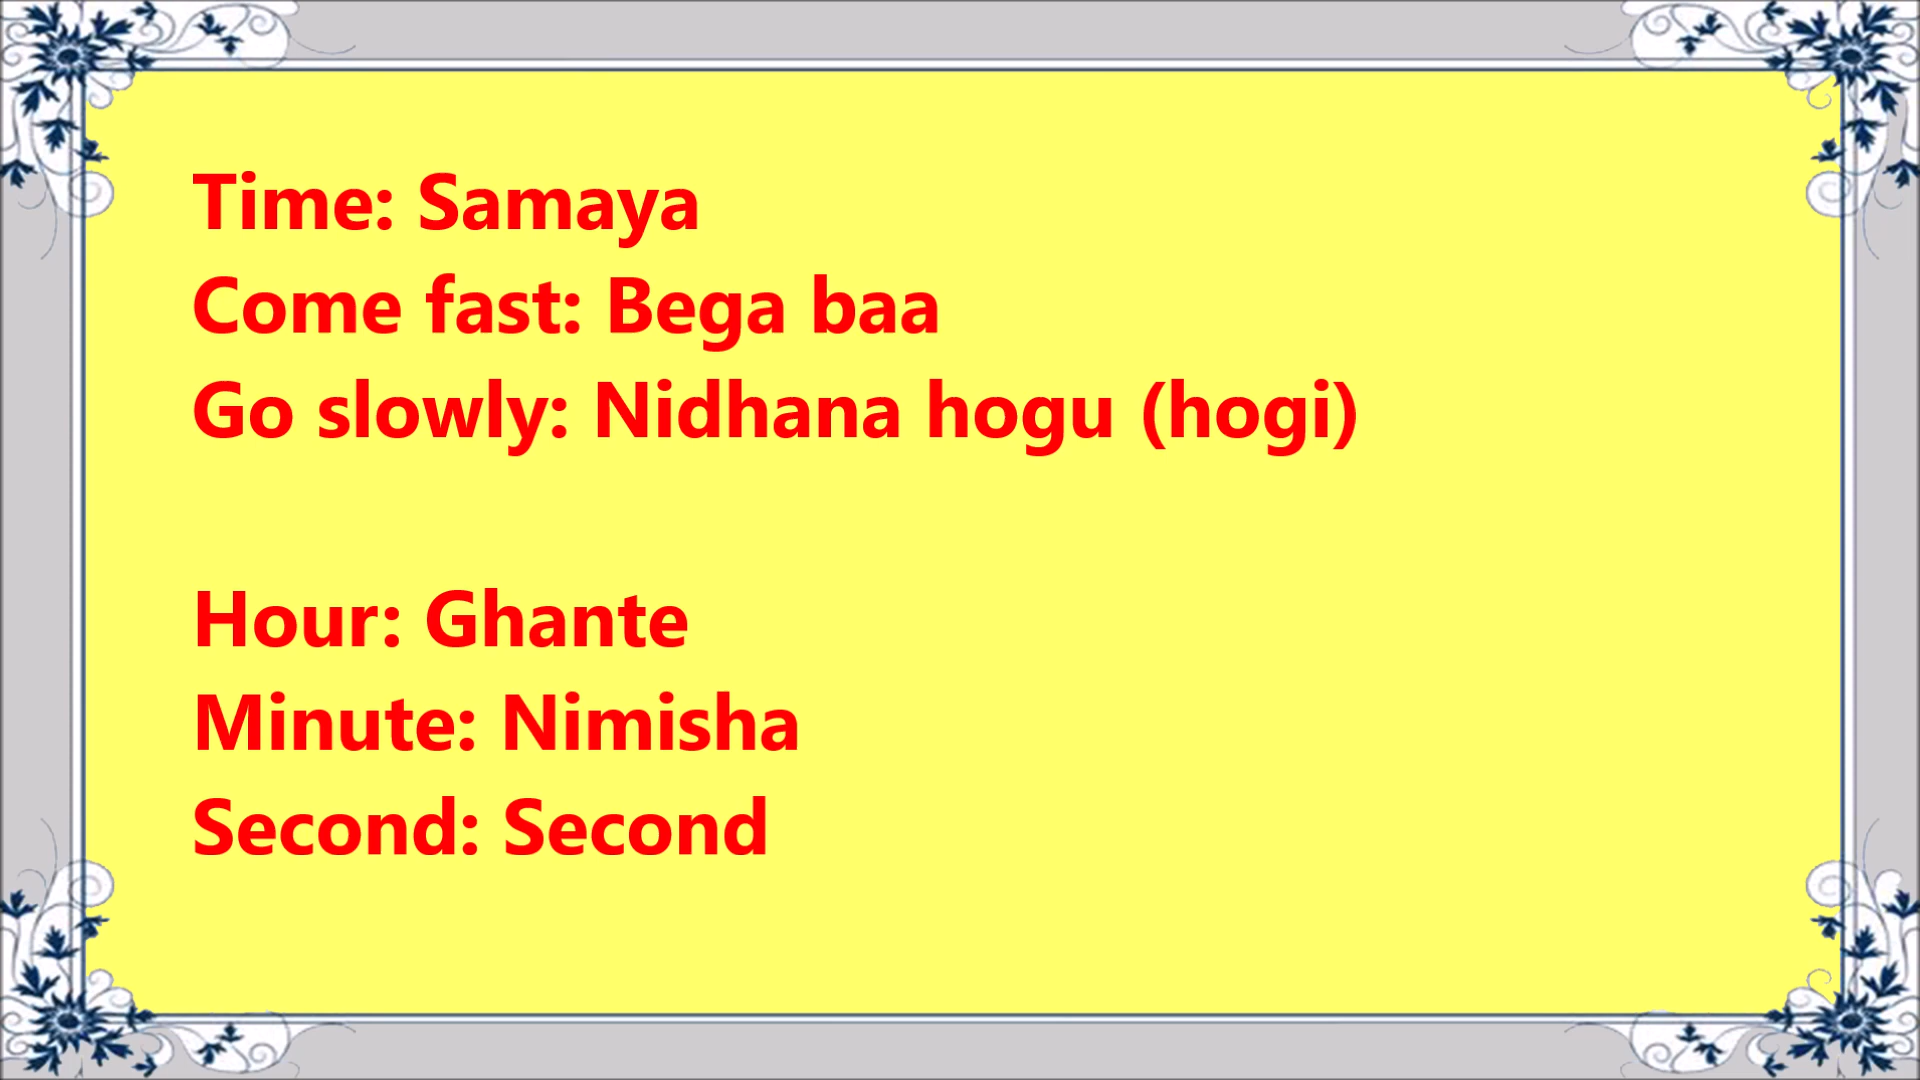 Time: Samaya
Come fast: Bega baa
Go slowly: Nidhana hogu (hogi)
Hour: Ghante
Minute: Nimisha
Second: Second